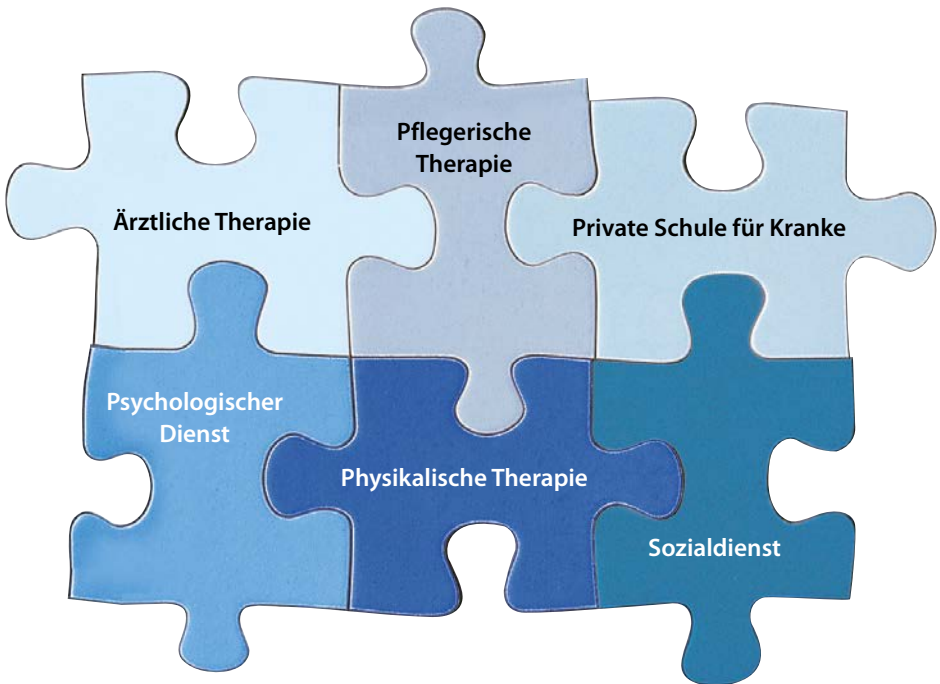 Pflegerische
Therapie
Ärztliche Therapie
Private Schule für Kranke
Psychologischer
Dienst
Physikalische Therapie
Sozialdienst